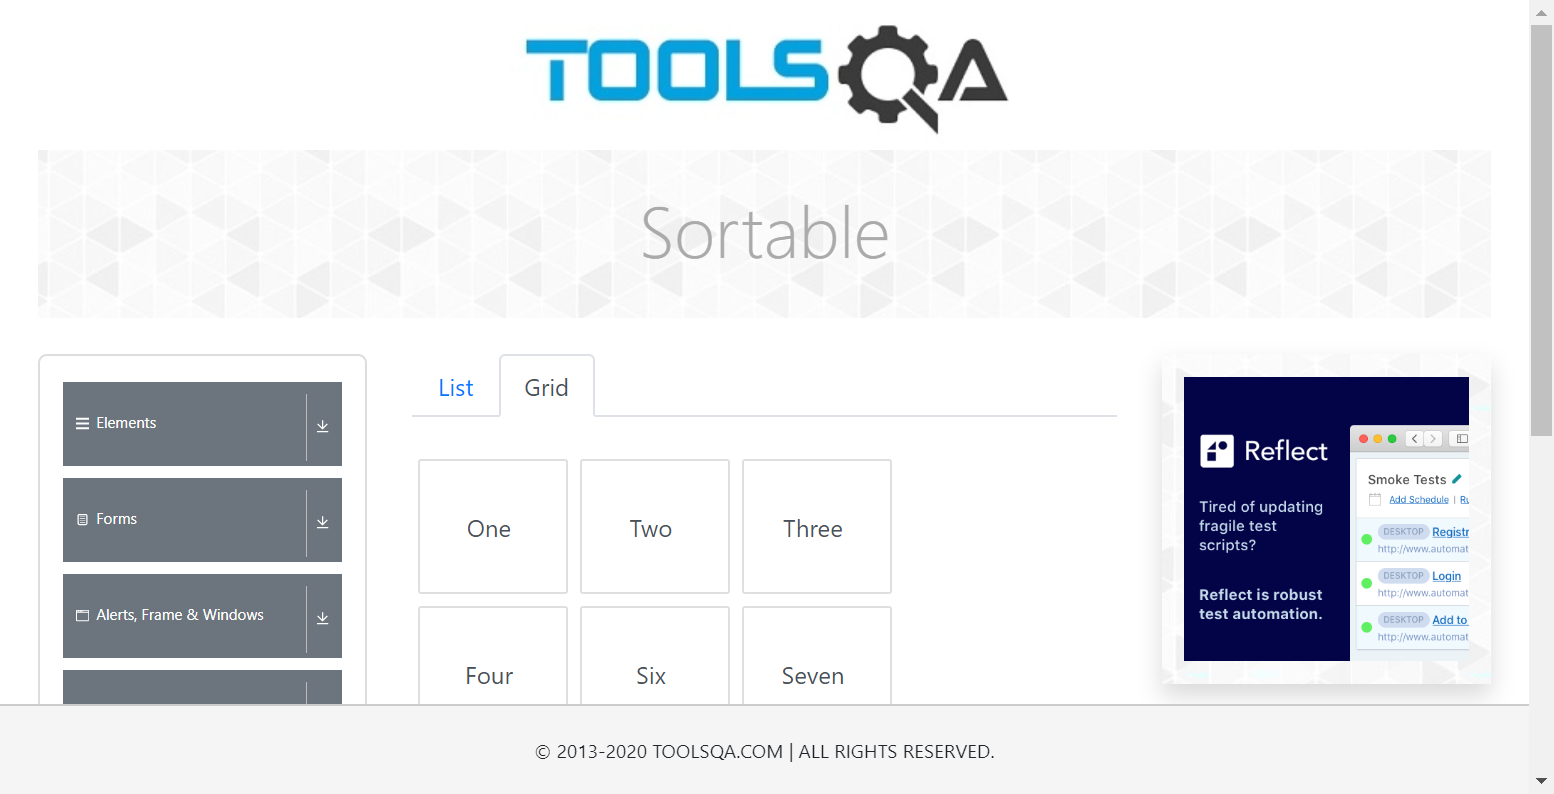 TOOLSQA
Sortable
Elements
Forms
Alerts, Frame & Windows
List
Grid
One
Two
Three
Four
Six
Seven
Reflect
Tired of updating
fragile test
scripts?
Reflect is robust
test automation.
Smoke Tests
Add Schedule | Ru
DESKTOP Registr
http://www.automat
DESKTOP Login
http://www.automat
DESKTOP Add to
http://www.automat
© 2013-2020 TOOLSQA.COM | ALL RIGHTS RESERVED.